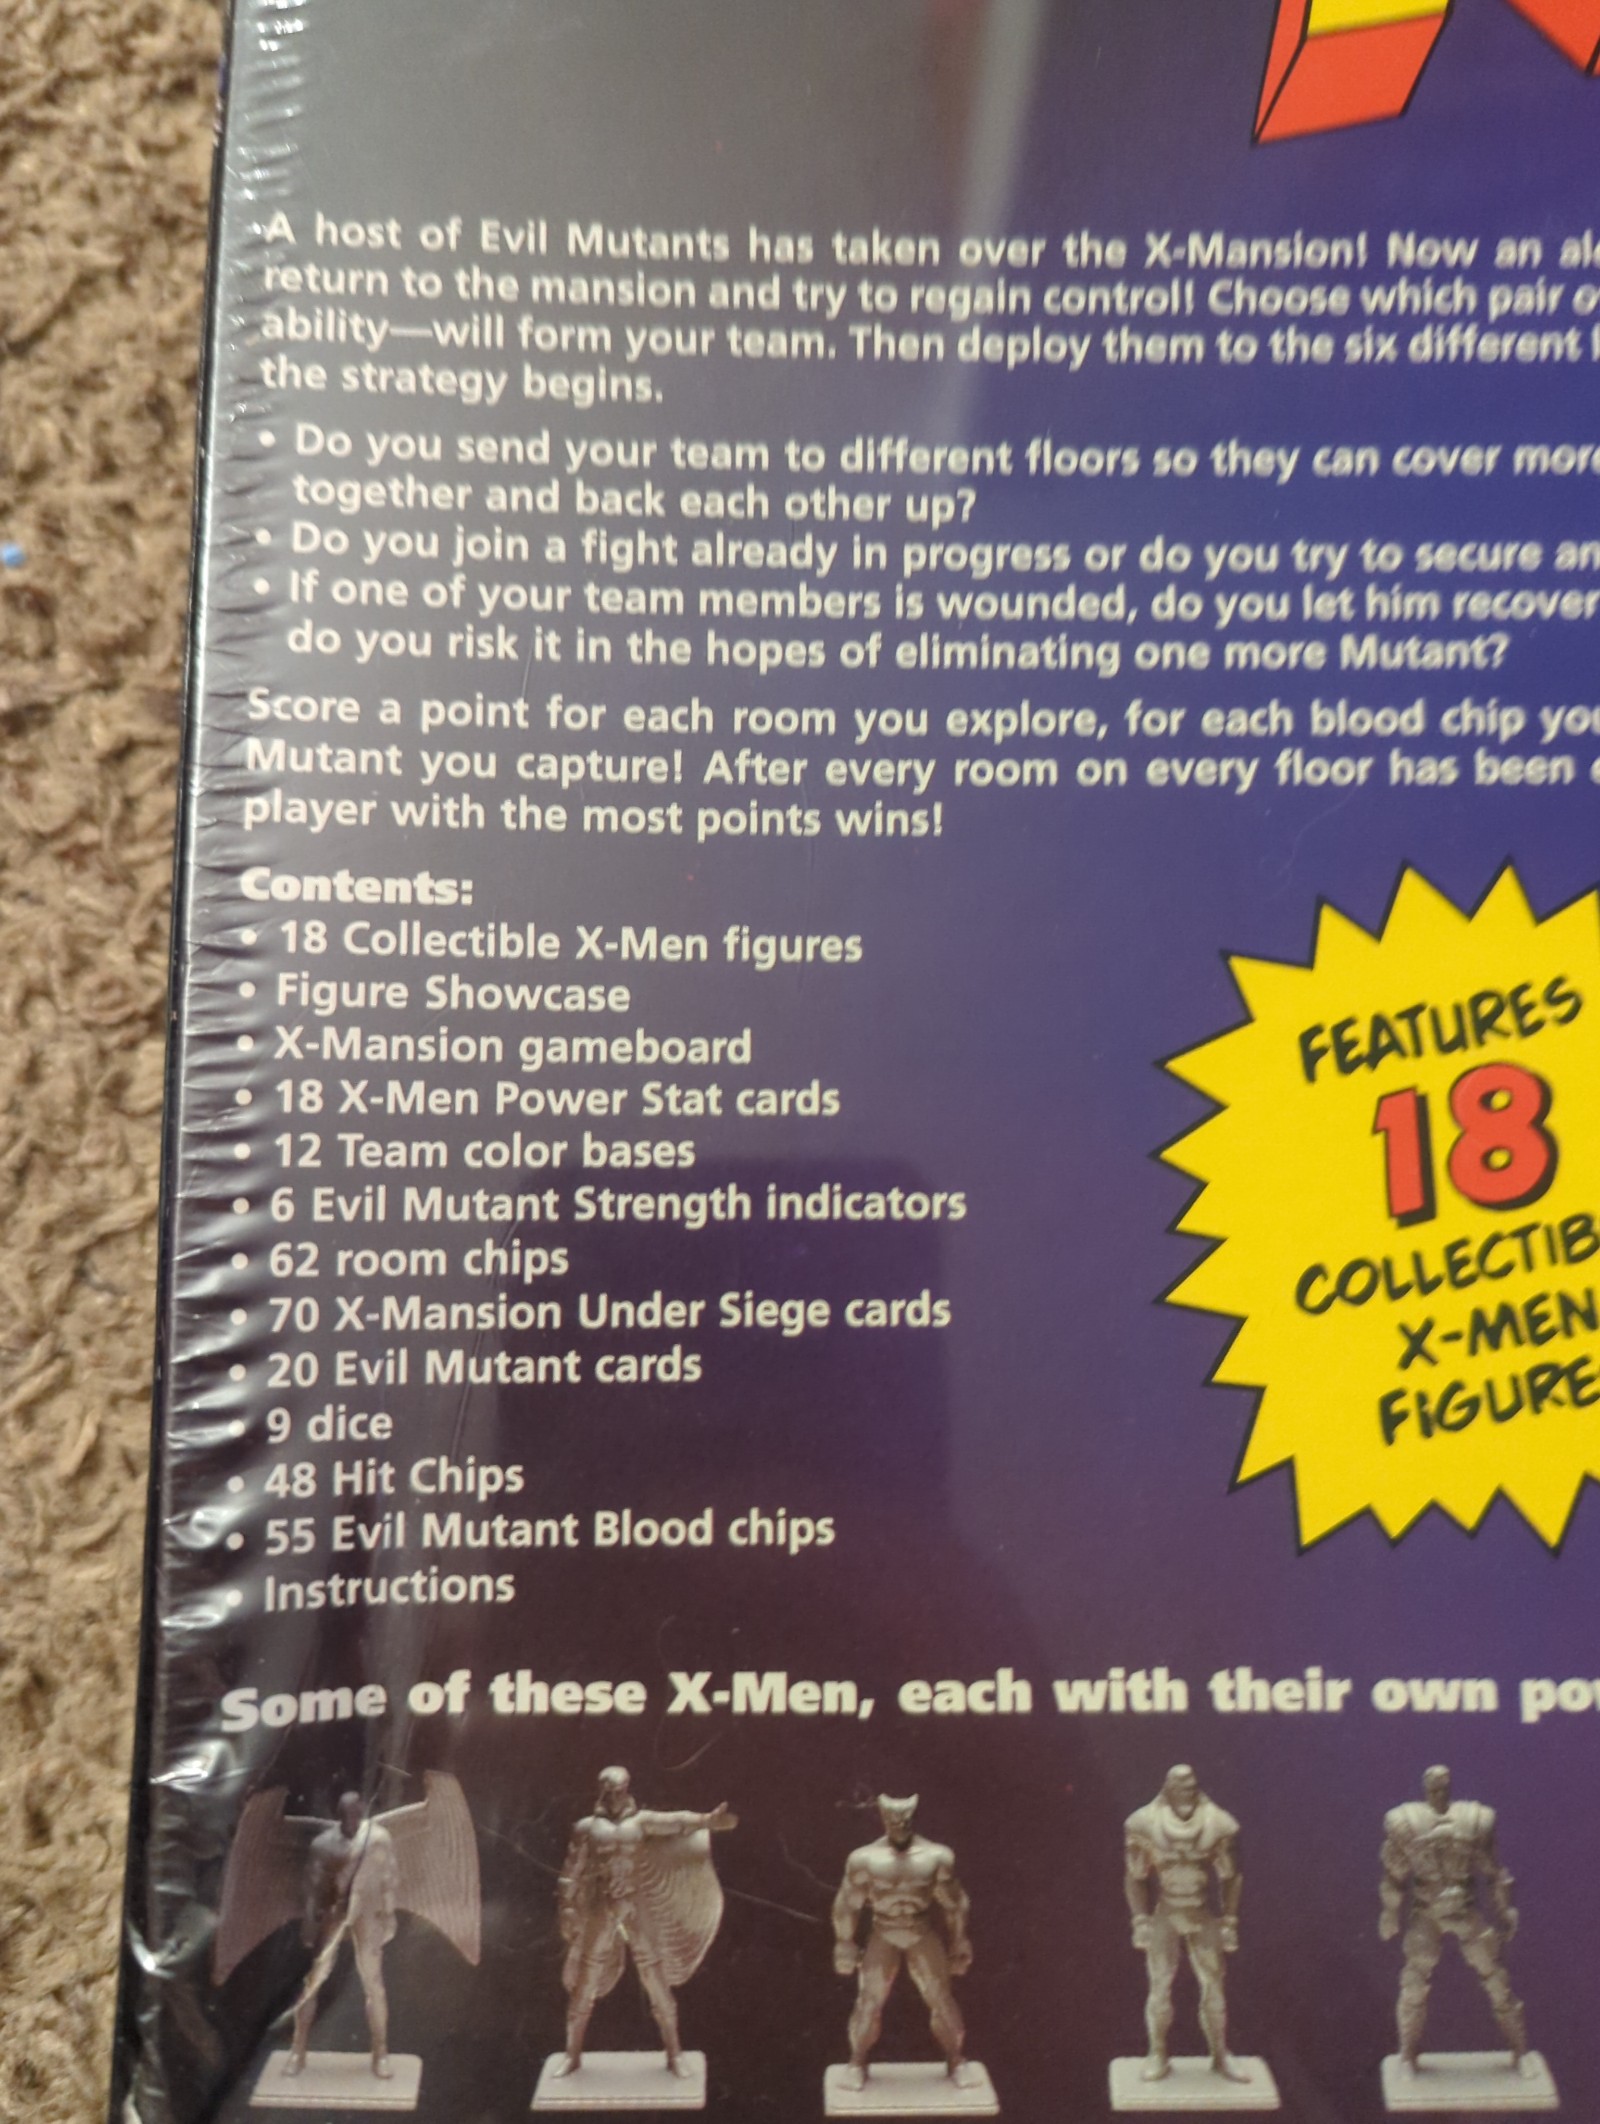 A host of Evil Mutants has taken over the X-Mansion! Now an
return to the mansion and try to regain control! Choose which pair
ability—will form your team. Then deploy them to the six different
the strategy begins.
• Do you send your team to different floors so they can cover more
together and back each other up?
• Do you join a fight already in progress or do you try to secure
• If one of your team members is wounded, do you let him recover
do you risk it in the hopes of eliminating one more Mutant?
Score a point for each room you explore, for each blood chip you
Mutant you capture! After every room on every floor has been
player with the most points wins!
Contents:
• 18 Collectible X-Men figures
• Figure Showcase
• X-Mansion gameboard
• 18 X-Men Power Stat cards
• 12 Team color bases
• 6 Evil Mutant Strength indicators
• 62 room chips
• 70 X-Mansion Under Siege cards
• 20 Evil Mutant cards
• 9 dice
• 48 Hit Chips
• 55 Evil Mutant Blood chips
• Instructions
FEATURES
18
COLLECTIB
X-MEN
FIGURES
Some of these X-Men, each with their own